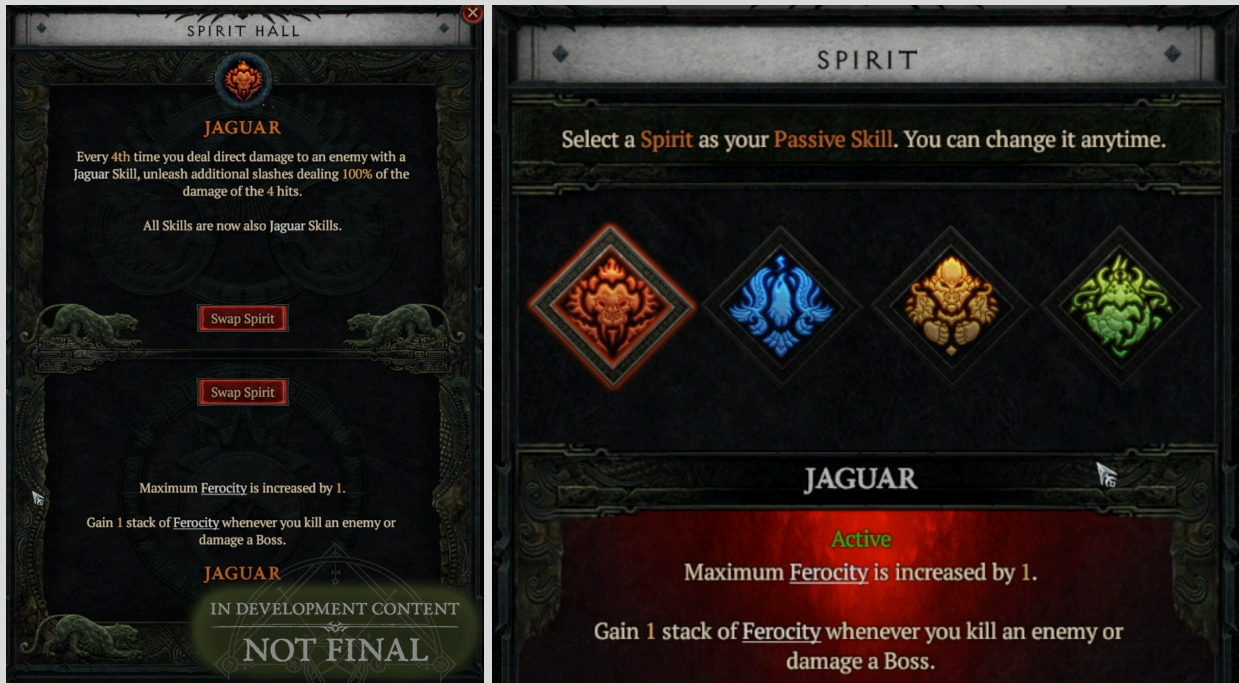 SPIRIT HALL
JAGUAR
Every 4th time you deal direct damage to an enemy with a
Jaguar Skill, unleash additional slashes dealing 100% of the
damage of the 4 hits.
All Skills are now also Jaguar Skills.
Swap Spirit
Swap Spirit
Maximum Ferocity is increased by 1.
Gain 1 stack of Ferocity whenever you kill an enemy or
damage a Boss.
JAGUAR
IN DEVELOPMENT CONTENT
NOT FINAL
SPIRIT
Select a Spirit as your Passive Skill. You can change it anytime.
JAGUAR
Active
Maximum Ferocity is increased by 1.
Gain 1 stack of Ferocity whenever you kill an enemy or
damage a Boss.